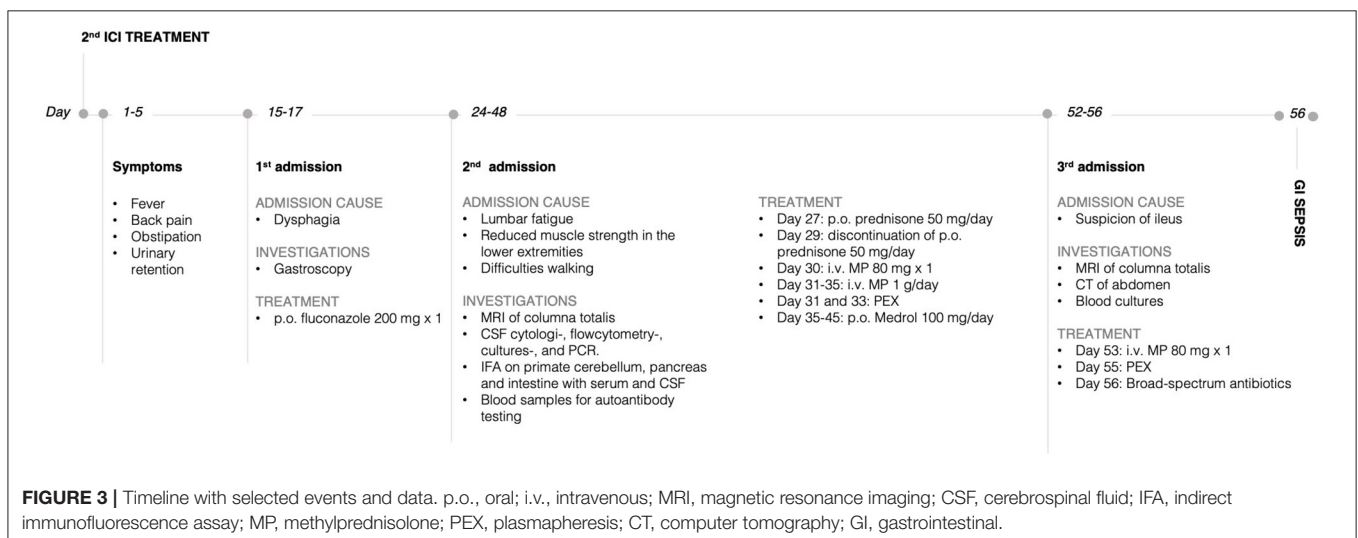 2nd ICI TREATMENT
Day 1-5 15-17 24-48 52-56 56
Symptoms
• Fever
• Back pain
• Obstipation
• Urinary
retention
1st admission
ADMISSION CAUSE
• Dysphagia
INVESTIGATIONS
• Gastroscopy
TREATMENT
• p.o. fluconazole 200 mg x 1
2nd admission
ADMISSION CAUSE
• Lumbar fatigue
• Reduced muscle strength in the
lower extremities
• Difficulties walking
INVESTIGATIONS
• MRI of columna totalis
• CSF cytologi-, flowcytometry-,
cultures-, and PCR.
• IFA on primate cerebellum, pancreas
and intestine with serum and CSF
• Blood samples for autoantibody
testing
TREATMENT
• Day 27: p.o. prednisone 50 mg/day
• Day 29: discontinuation of p.o.
prednisone 50 mg/day
• Day 30: i.v. MP 80 mg x 1
• Day 31-35: i.v. MP 1 g/day
• Day 31 and 33: PEX
• Day 35-45: p.o. Medrol 100 mg/day
3rd admission
ADMISSION CAUSE
• Suspicion of ileus
INVESTIGATIONS
• MRI of columna totalis
• CT of abdomen
• Blood cultures
TREATMENT
• Day 53: i.v. MP 80 mg x 1
• Day 55: PEX
• Day 56: Broad-spectrum antibiotics
GI SEPSIS
FIGURE 3 | Timeline with selected events and data. p.o., oral; i.v., intravenous; MRI, magnetic resonance imaging; CSF, cerebrospinal fluid; IFA, indirect
immunofluorescence assay; MP, methylprednisolone; PEX, plasmapheresis; CT, computer tomography; GI, gastrointestinal.